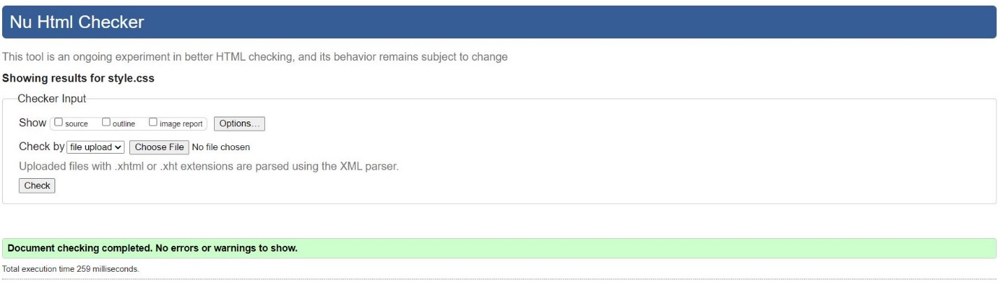 Nu Html Checker
This tool is an ongoing experiment in better HTML checking, and its behavior remains subject to change
Showing results for style.css
Checker Input
Show source outline image report Options...
Check by file upload Choose File No file chosen
Uploaded files with .xhtml or .xht extensions are parsed using the XML parser.
Check
Document checking completed. No errors or warnings to show.
Total execution time 259 milliseconds.